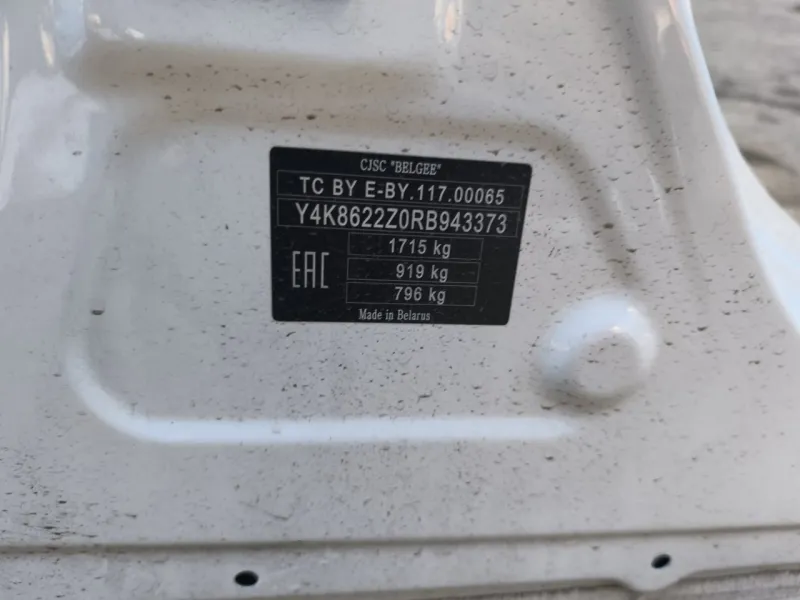 CJSC "BELGEE"
TC BY E-BY.117.00065
Y4K8622Z0RB943373
1715 kg
EAC 919 kg
796 kg
Made in Belarus